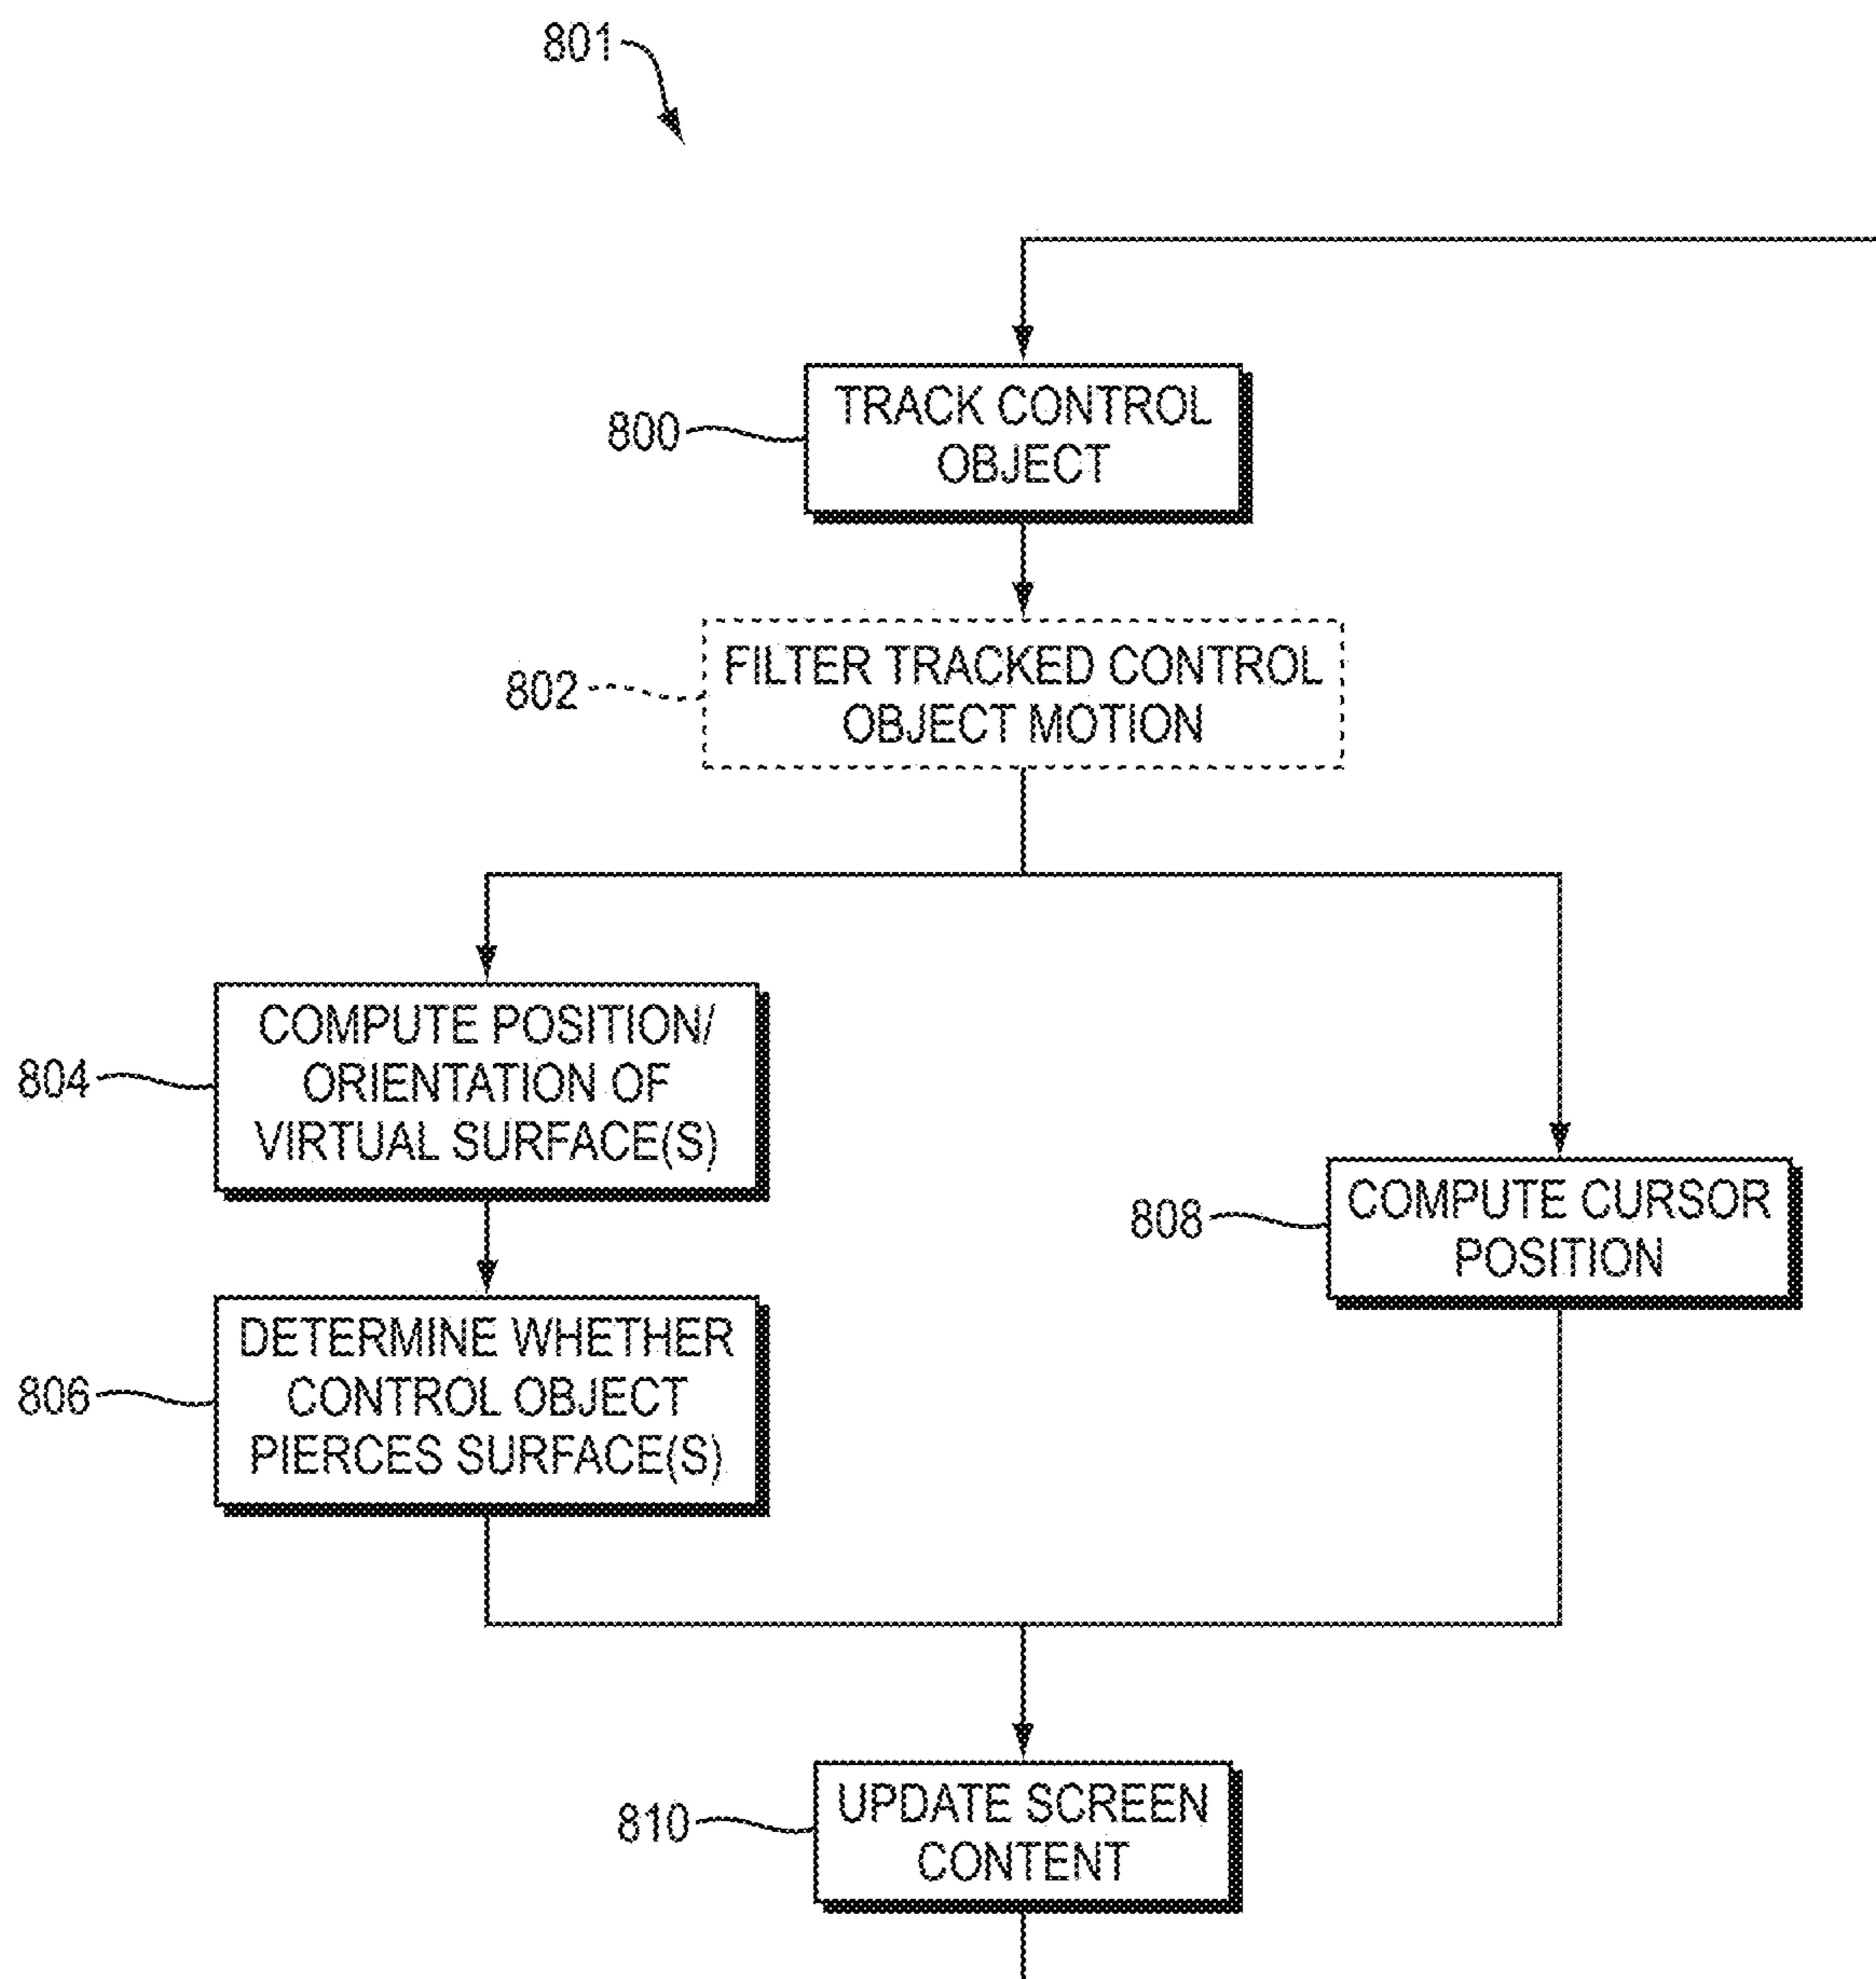 801
800
TRACK CONTROL
OBJECT
802
FILTER TRACKED CONTROL
OBJECT MOTION
804
COMPUTE POSITION/
ORIENTATION OF
VIRTUAL SURFACE(S)
808
COMPUTE CURSOR
POSITION
806
DETERMINE WHETHER
CONTROL OBJECT
PIERCES SURFACE(S)
810
UPDATE SCREEN
CONTENT